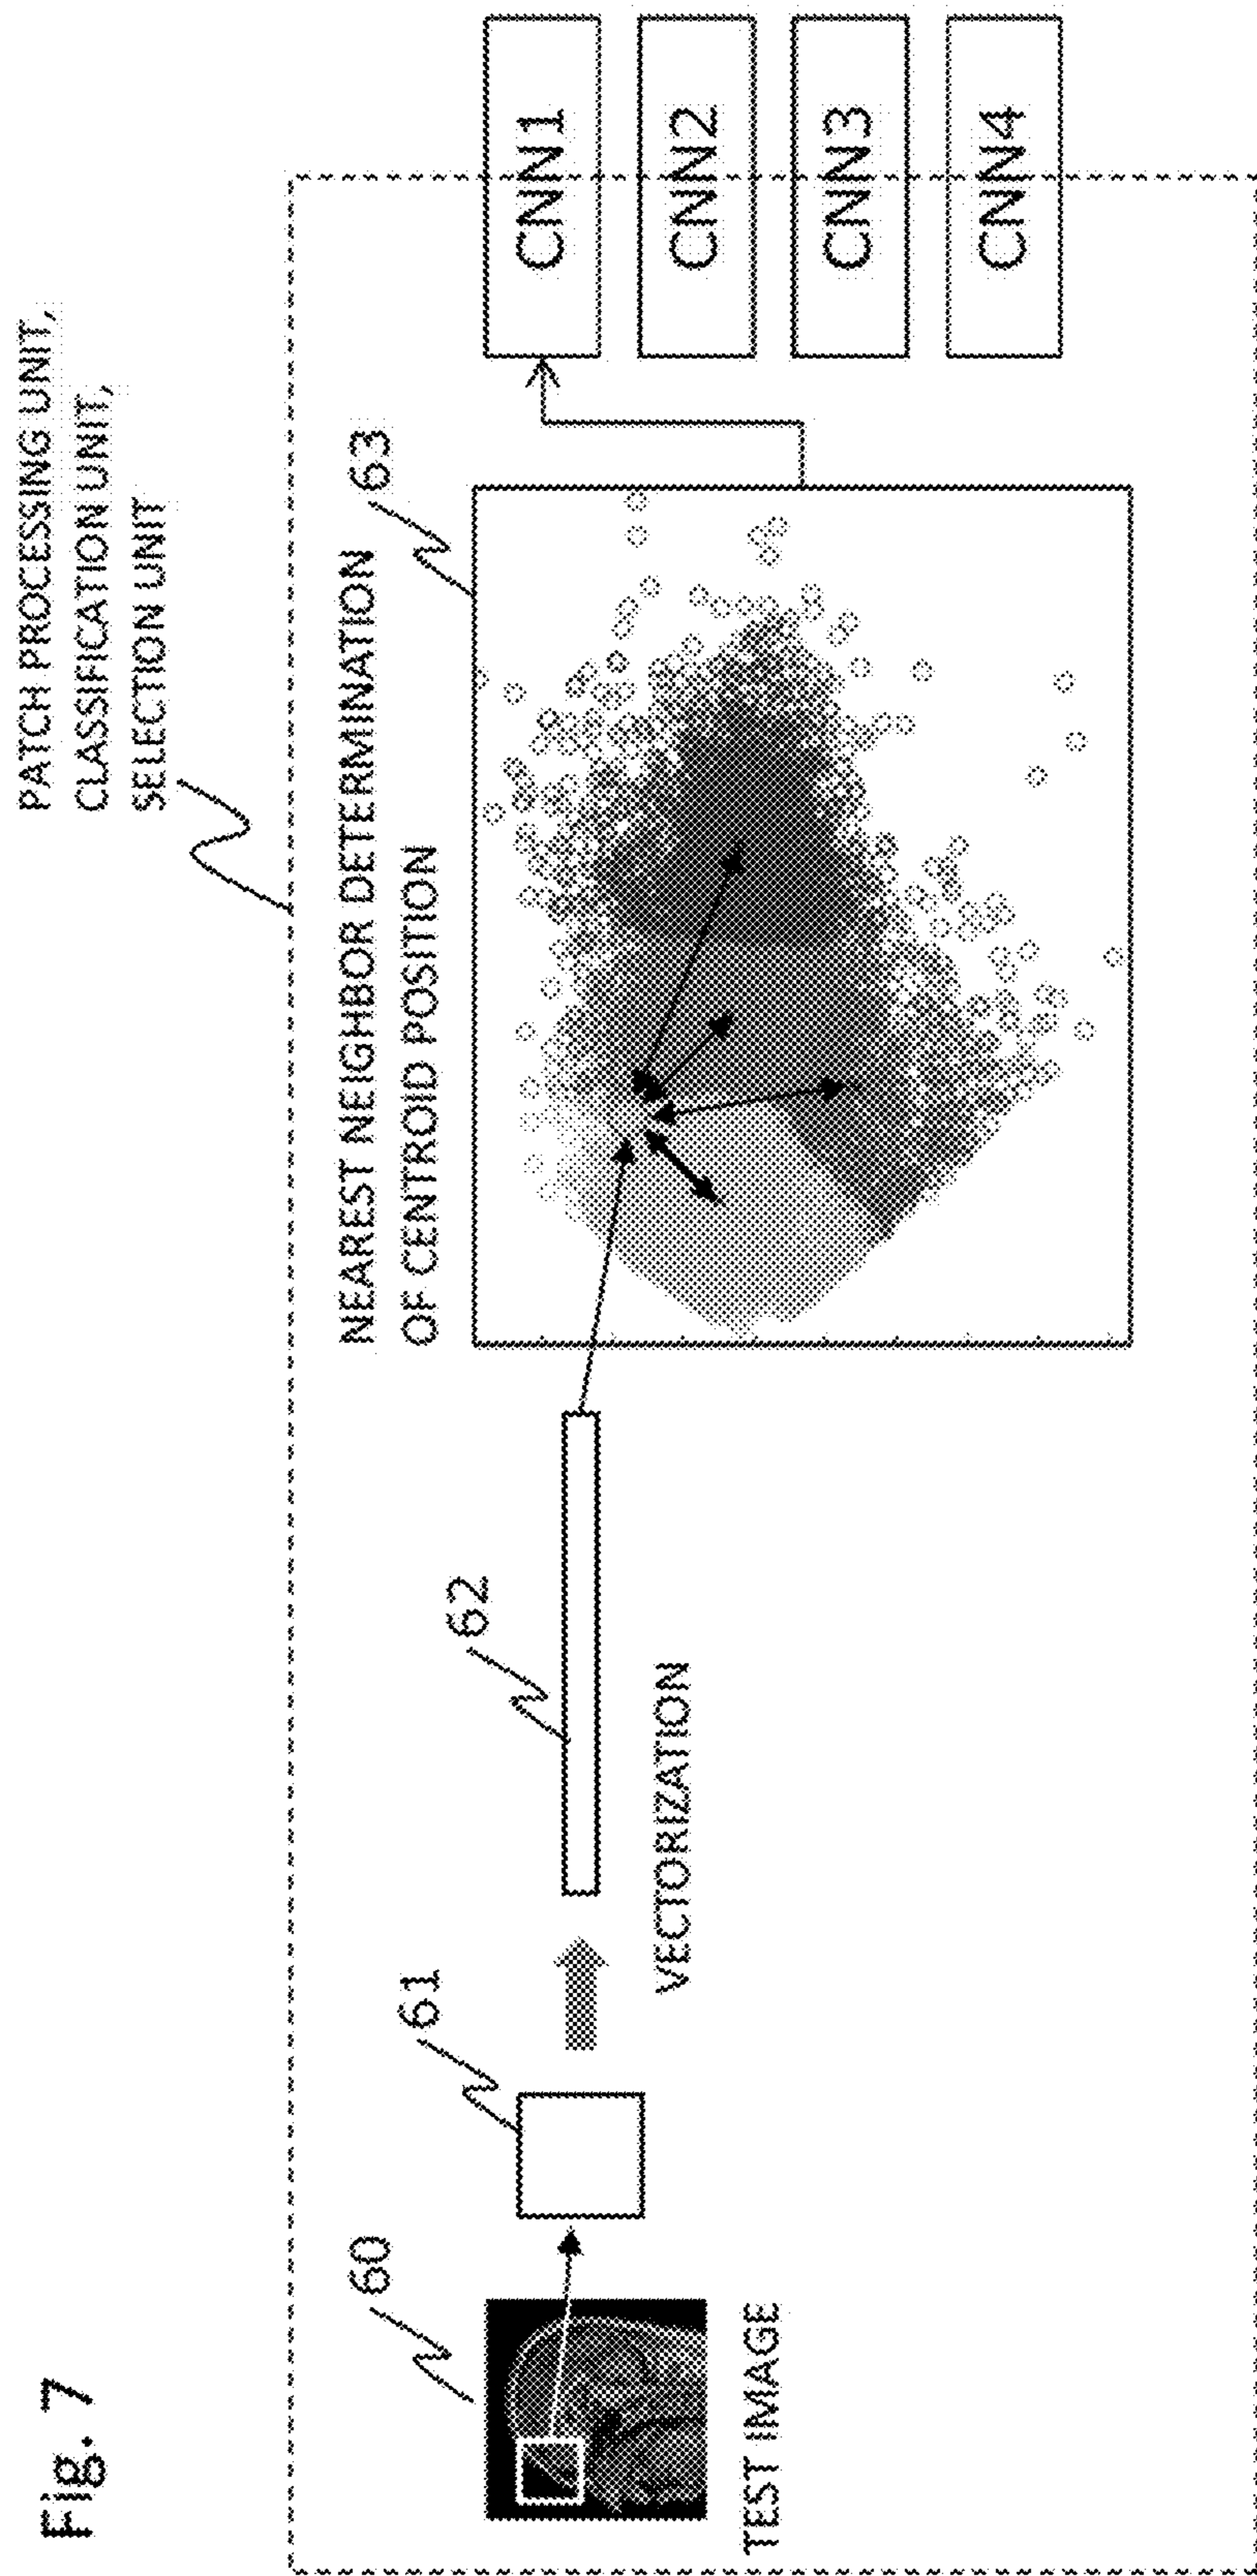 Fig. 7
PATCH PROCESSING UNIT,
CLASSIFICATION UNIT,
SELECTION UNIT
60
61
62
NEAREST NEIGHBOR DETERMINATION
OF CENTROID POSITION
63
TEST IMAGE
VECTORIZATION
CNN1
CNN2
CNN3
CNN4